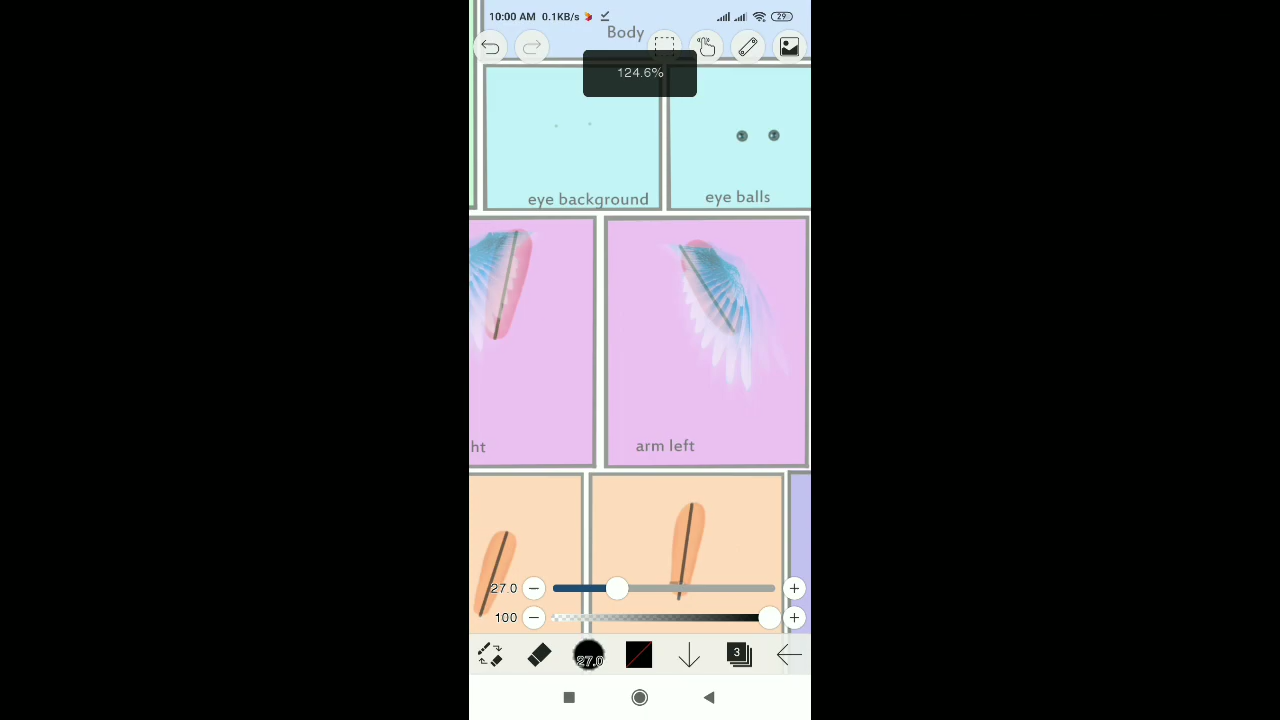 10:00 AM 0.1KB/s 29
Body
124.6%
eye background
eye balls
ht
arm left
27.0
100
27.0
3